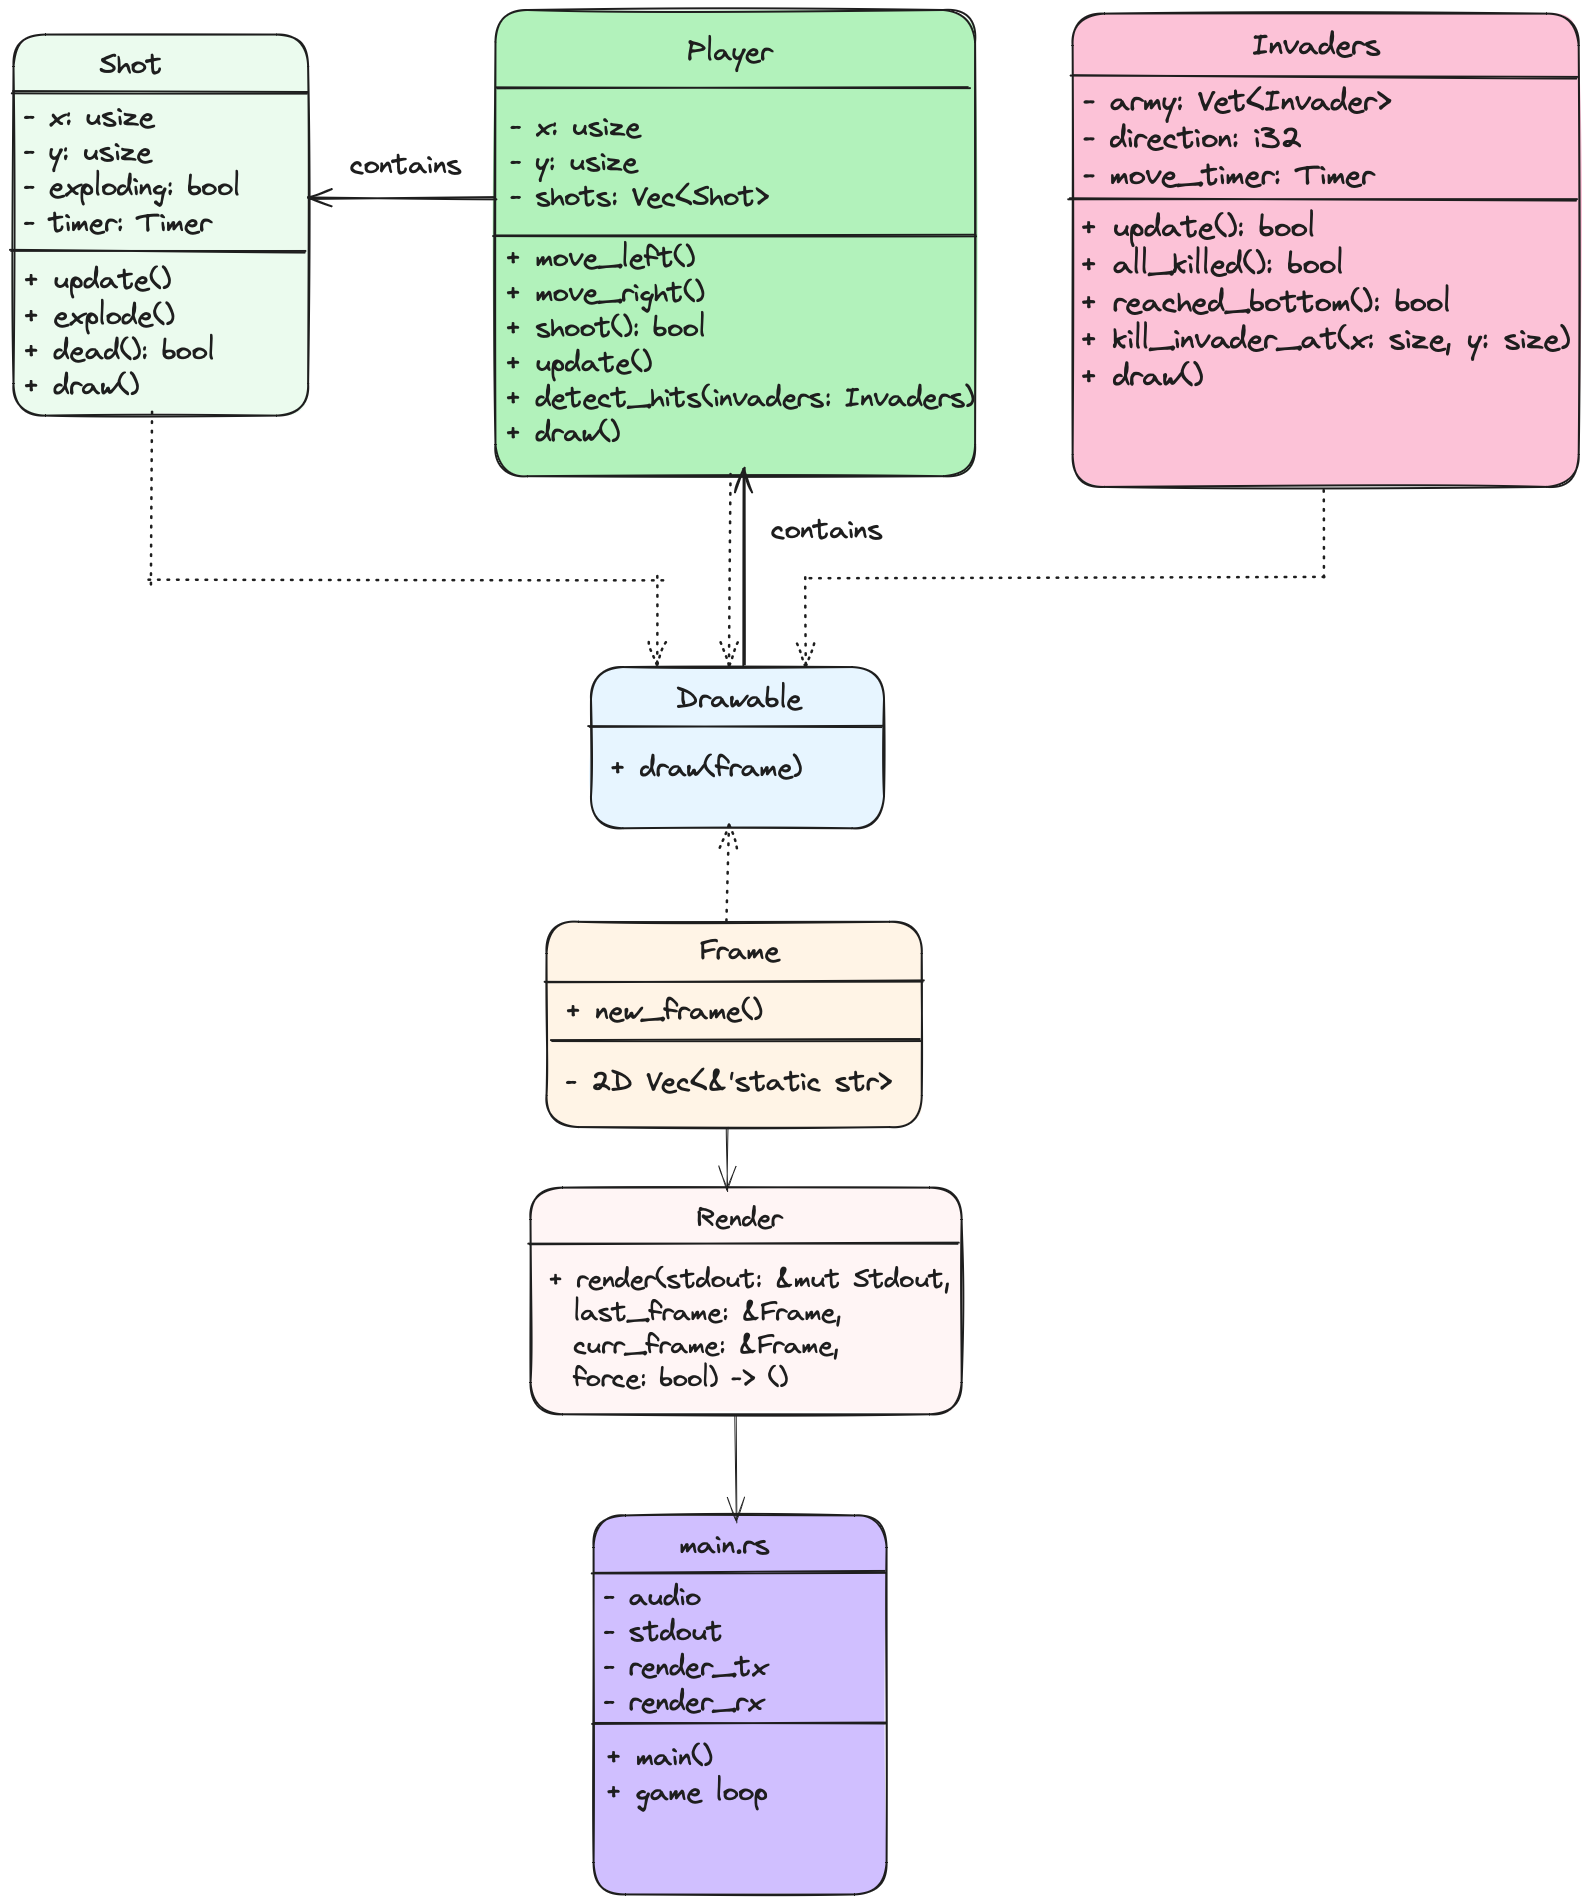 Shot
- x: usize
- y: usize
- exploding: bool
- timer: Timer
+ update()
+ explode()
+ dead(): bool
+ draw()
contains
Player
- x: usize
- y: usize
- shots: Vec<Shot>
+ move_left()
+ move_right()
+ shoot(): bool
+ update()
+ detect_hits(invaders: Invaders)
+ draw()
Invaders
- army: Vet<Invader>
- direction: i32
- move_timer: Timer
+ update(): bool
+ all_killed(): bool
+ reached_bottom(): bool
+ kill_invader_at(x: size, y: size)
+ draw()
contains
Drawable
+ draw(frame)
Frame
+ new_frame()
- 2D Vec<&'static str>
Render
+ render(stdout: &mut Stdout,
last_frame: &Frame,
curr_frame: &Frame,
force: bool) -> ()
main.rs
- audio
- stdout
- render_tx
- render_rx
+ main()
+ game loop